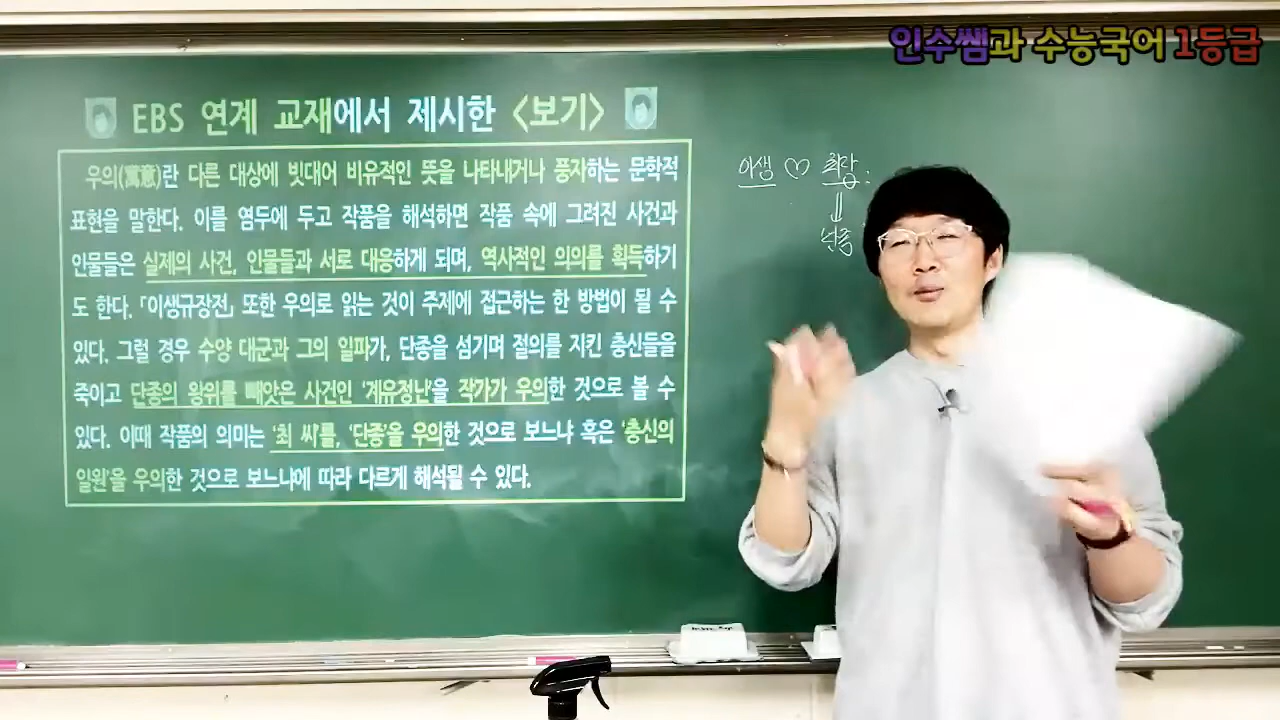 인수쌤과 수능국어 1등급
EBS 연계 교재에서 제시한 <보기>
우의(寓意)란 다른 대상에 빗대어 비유적인 뜻을 나타내거나 풍자하는 문학적
표현을 말한다. 이를 염두에 두고 작품을 해석하면 작품 속에 그려진 사건과
인물들은 실제의 사건, 인물들과 서로 대응하게 되며, 역사적인 의의를 획득하기
도 한다. 「이생규장전」 또한 우의로 읽는 것이 주제에 접근하는 한 방법이 될 수
있다. 그럴 경우 수양 대군과 그의 일파가, 단종을 섬기며 절의를 지킨 충신들을
죽이고 단종의 왕위를 빼앗은 사건인 '계유정난'을 작가가 우의한 것으로 볼 수
있다. 이때 작품의 의미는 '최 씨'를, '단종'을 우의한 것으로 보느냐 혹은 '충신의
일원'을 우의한 것으로 보느냐에 따라 다르게 해석될 수 있다.
이생 ♡ 최낭 :
⇓
단종